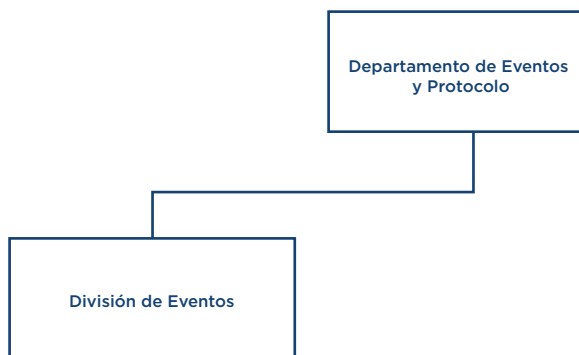 Departamento de Eventos
y Protocolo
División de Eventos